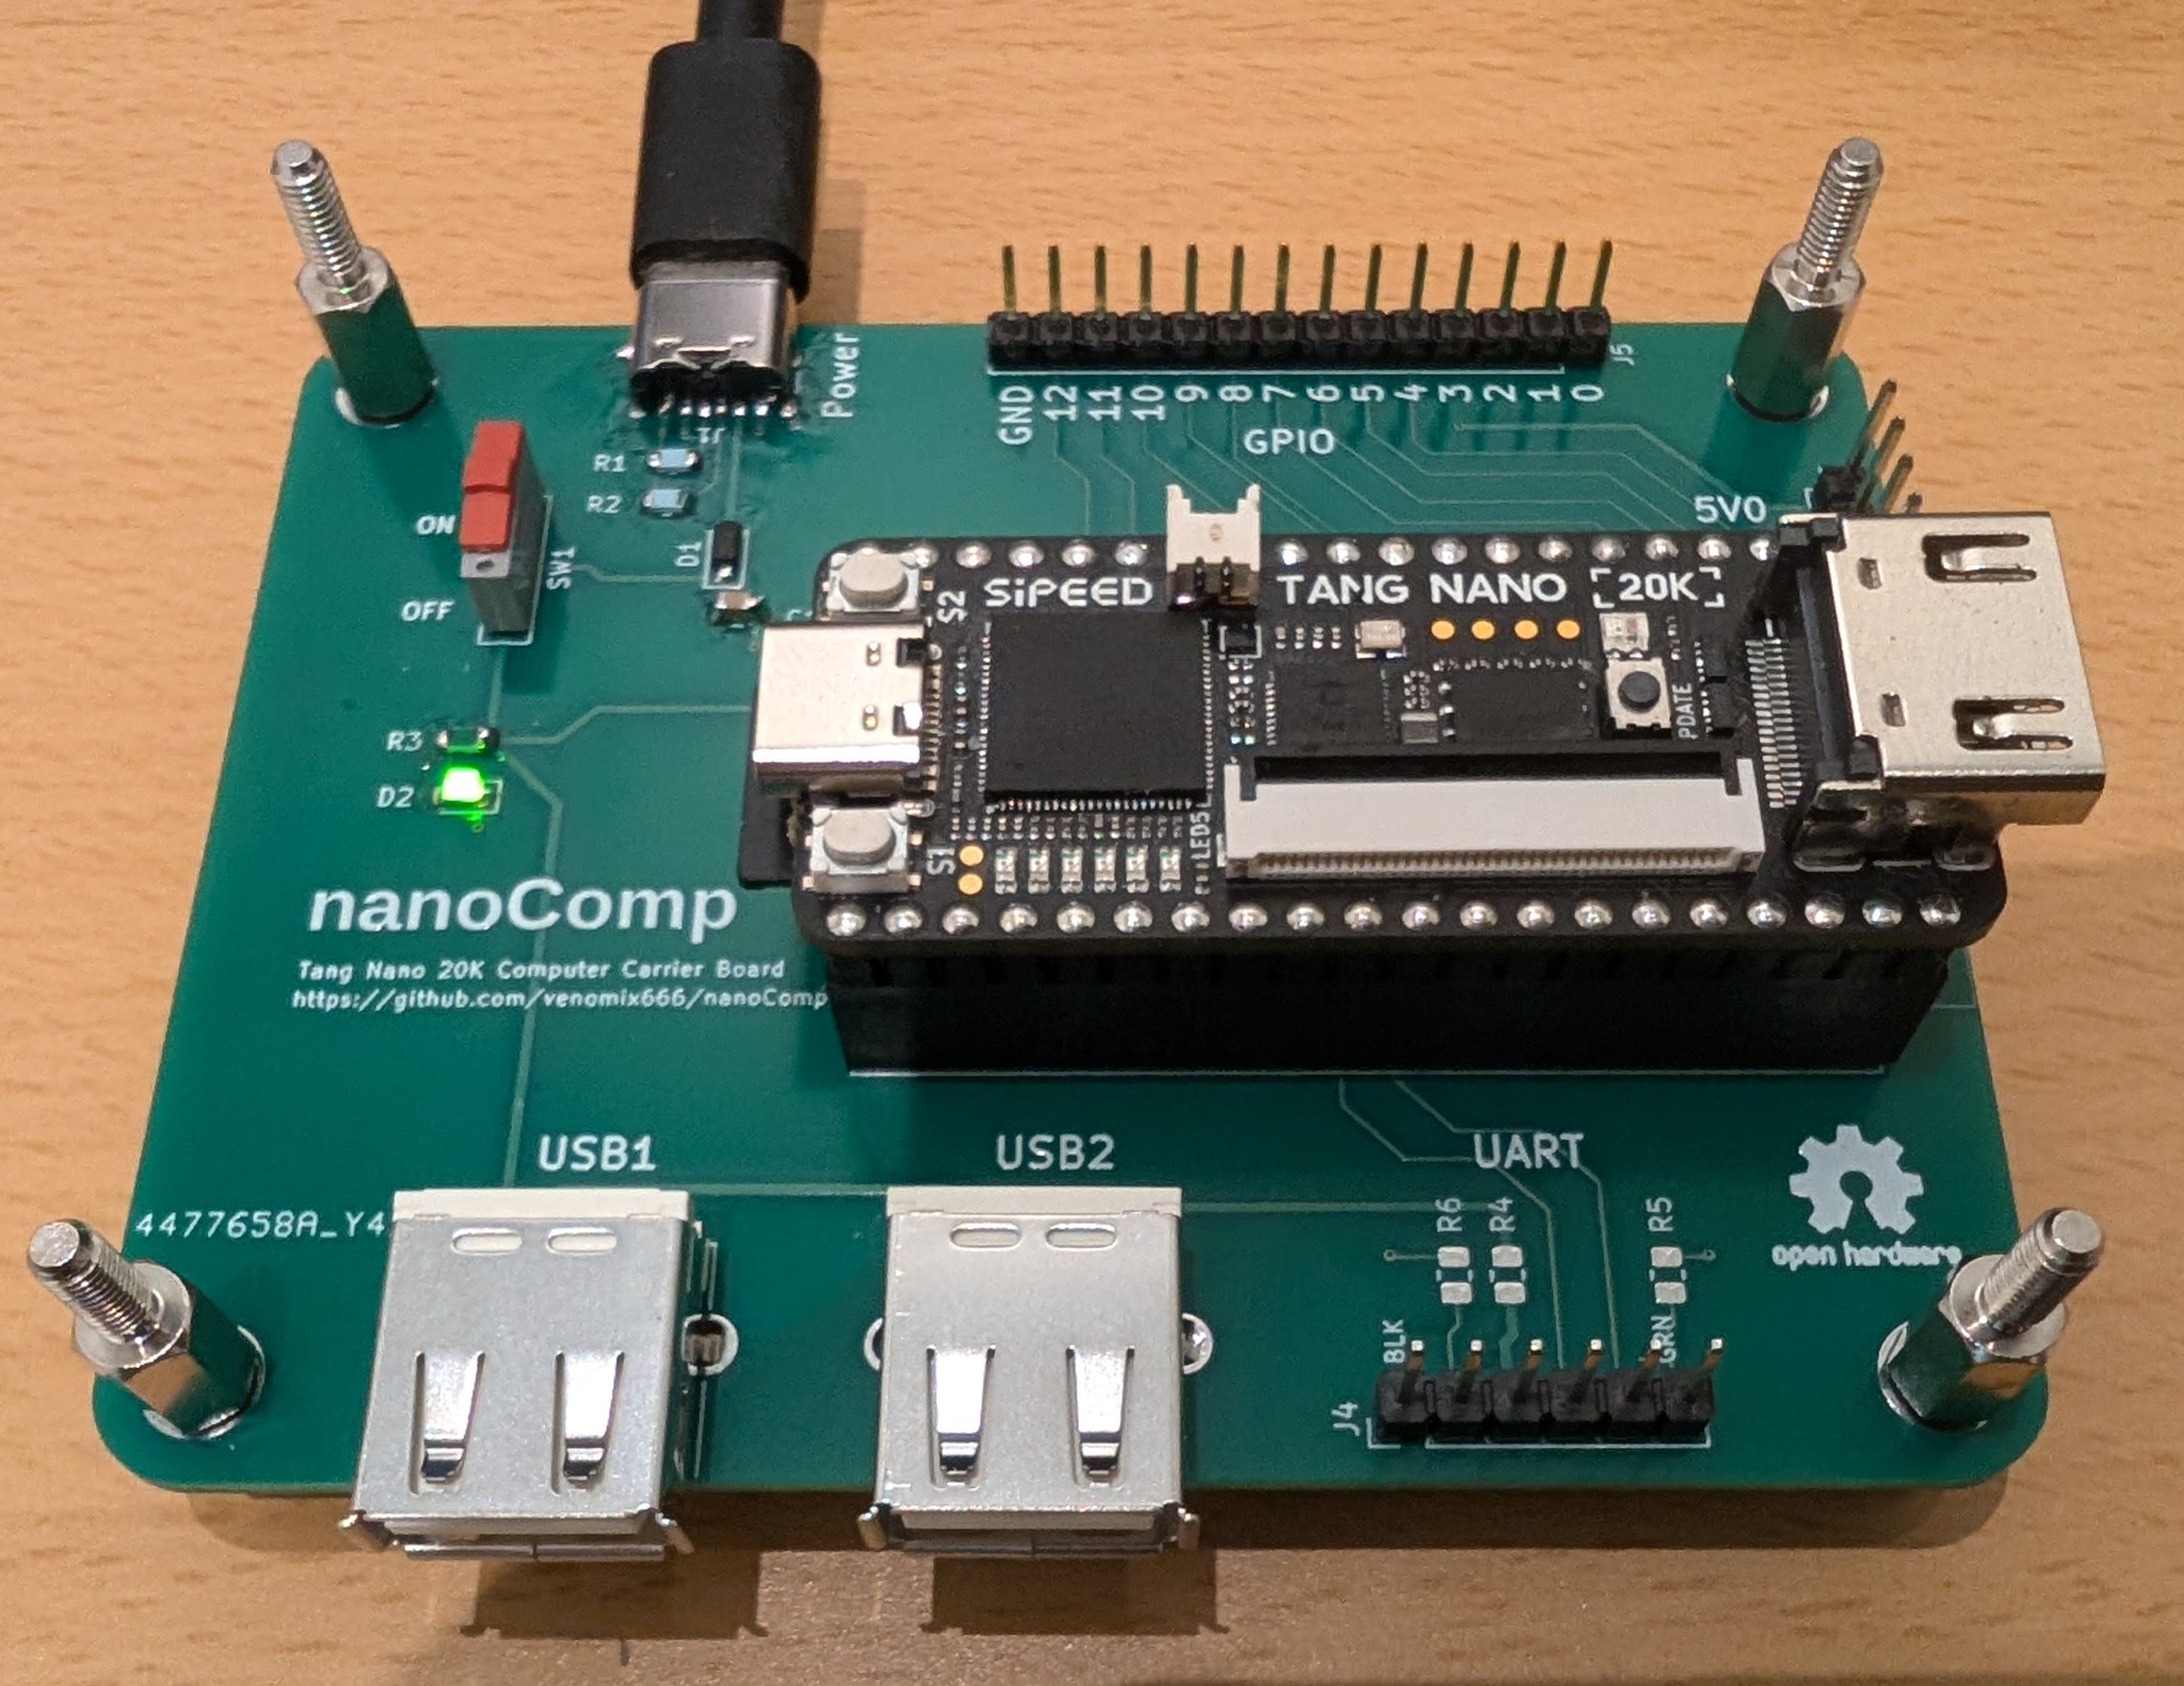 Power
J1
J5
GND 12 11 10 9 8 7 6 5 4 3 2 1 0
GPIO
R1
R2
5V0
ON
OFF
SW1
D1
S2
SiPEED
TANG NANO 20K
R3
D2
S1
LED5
nanoComp
Tang Nano 20K Computer Carrier Board
https://github.com/venomix666/nanoComp
USB1
USB2
UART
4477658A_Y4
R6
R4
R5
open hardware
BLK
GRN
J4